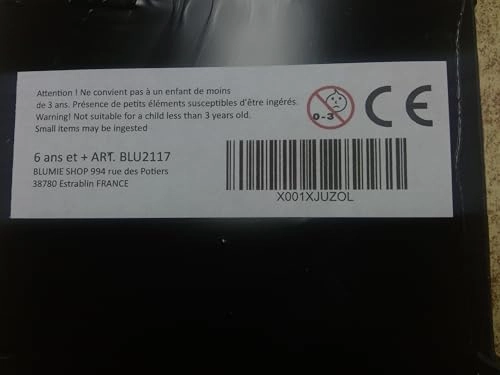 Attention ! Ne convient pas à un enfant de moins
de 3 ans. Présence de petits éléments susceptibles d'être ingérés.
Warning! Not suitable for a child less than 3 years old.
Small items may be ingested
0-3
CE
6 ans et + ART. BLU2117
BLUMIE SHOP 994 rue des Potiers
38780 Estrablin FRANCE
X001XJUZOL